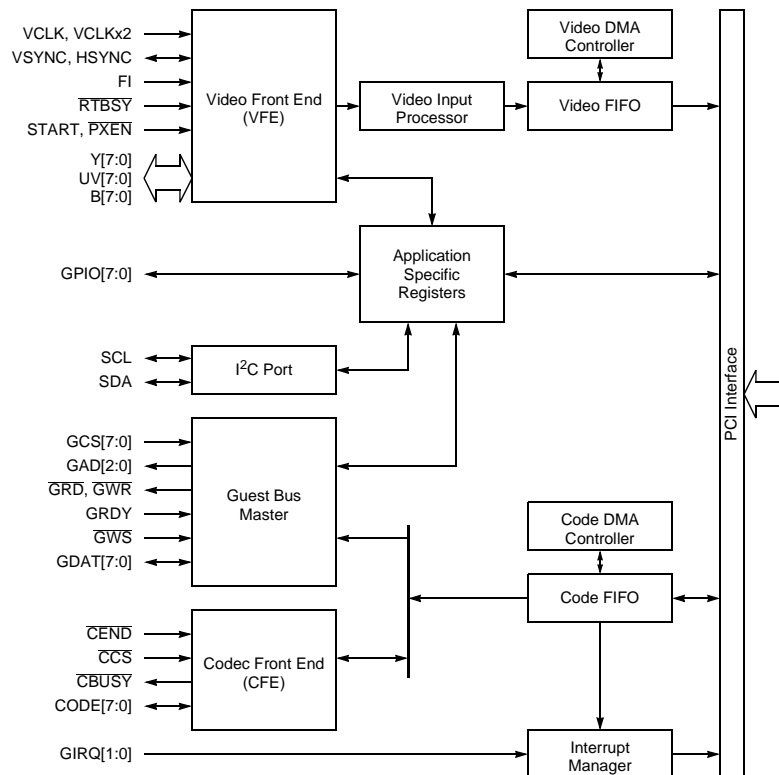 VCLK, VCLKx2
VSYNC, HSYNC
FI
RTBSY
START, PXEN
Y[7:0]
UV[7:0]
B[7:0]
Video Front End
(VFE)
Video Input
Processor
Video DMA
Controller
Video FIFO
GPIO[7:0]
Application
Specific
Registers
SCL
SDA
I²C Port
PCI Interface
GCS[7:0]
GAD[2:0]
GRD, GWR
GRDY
GWS
GDAT[7:0]
Guest Bus
Master
Code DMA
Controller
Code FIFO
CEND
CCS
CBUSY
CODE[7:0]
Codec Front End
(CFE)
GIRQ[1:0]
Interrupt
Manager